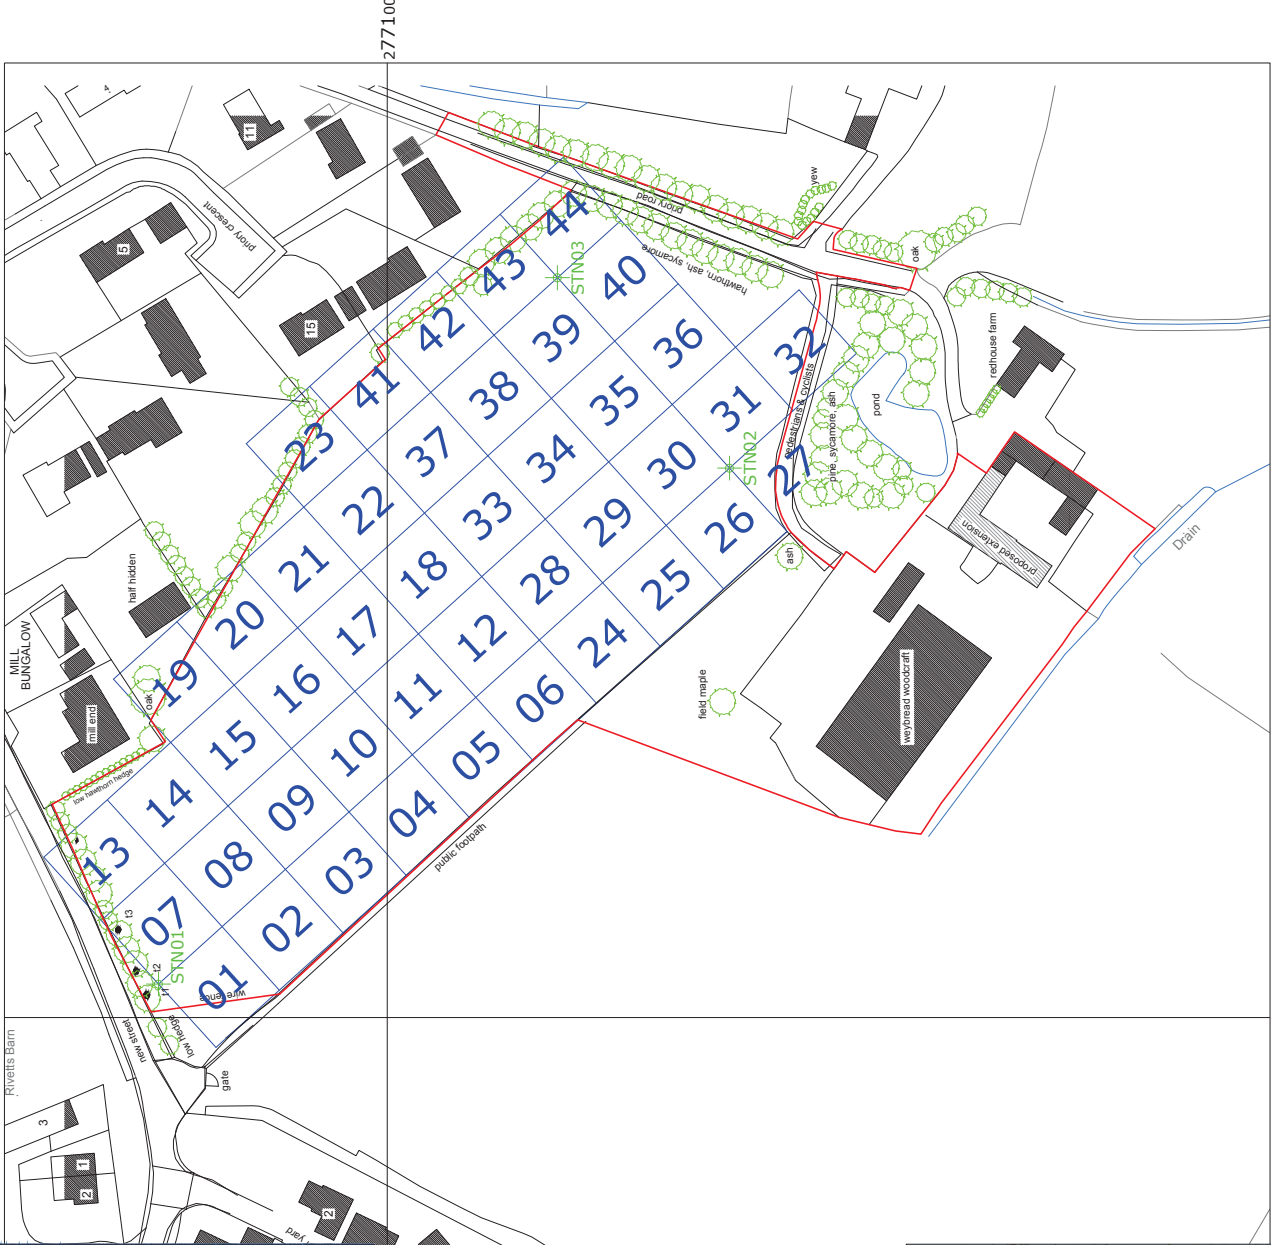 277100
4
11
5
priory crescent
15
priory road
yew
hawthorn, ash, sycamore
oak
redhouse farm
pedestrians & cyclists
pine, sycamore, ash
pond
ash
proposed extension
Drain
field maple
weybread woodcraft
MILL
BUNGALOW
half hidden
mill end
oak
low hawthorn hedge
public footpath
wire fence
new street
low hedge
gate
Rivetts Barn
3
1
2
2
yard
t1
t2
t3
STN01
STN02
STN03
44
43
40
42
39
36
32
41
38
35
31
27
23
37
34
30
26
22
33
29
25
21
18
28
24
20
17
12
06
19
16
11
05
15
10
04
14
09
03
13
08
02
07
01